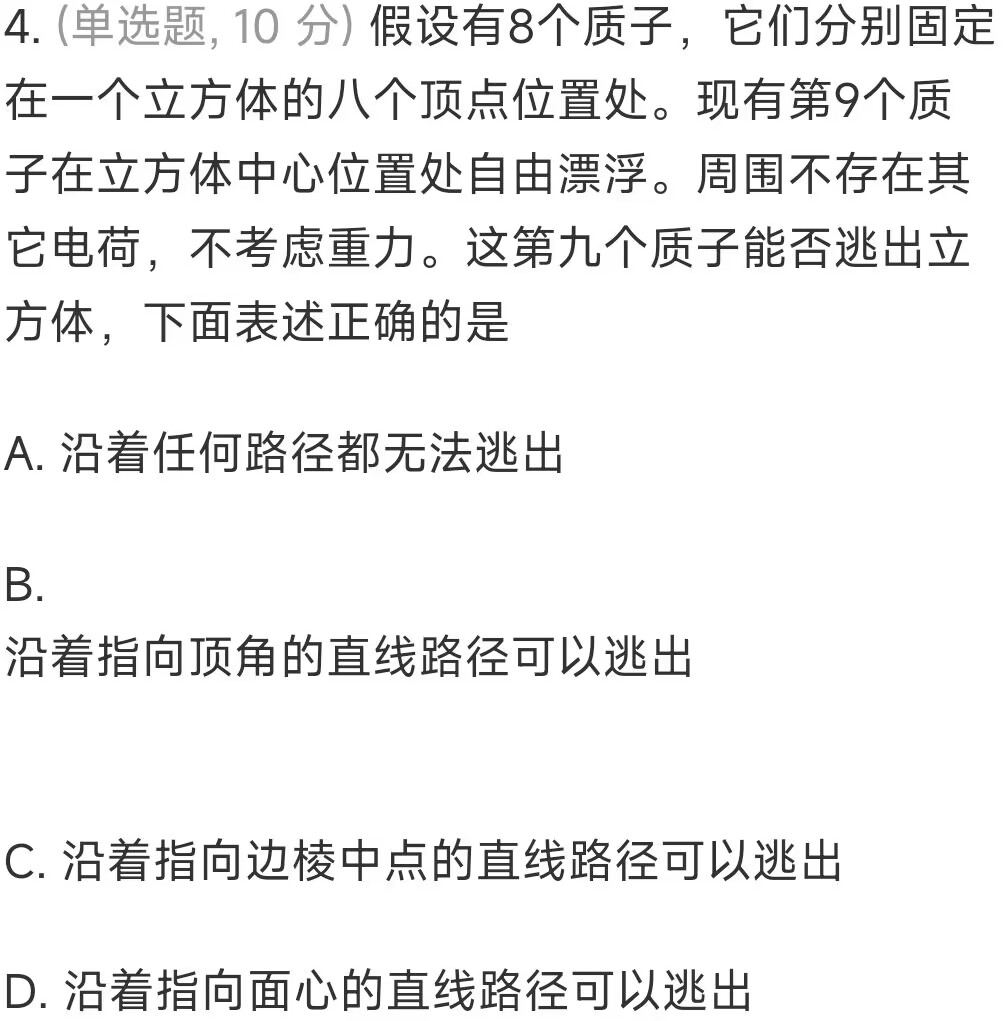 4. (单选题, 10 分) 假设有8个质子，它们分别固定
在一个立方体的八个顶点位置处。现有第9个质
子在立方体中心位置处自由漂浮。周围不存在其
它电荷，不考虑重力。这第九个质子能否逃出立
方体，下面表述正确的是
A. 沿着任何路径都无法逃出
B.
沿着指向顶角的直线路径可以逃出
C. 沿着指向边棱中点的直线路径可以逃出
D. 沿着指向面心的直线路径可以逃出